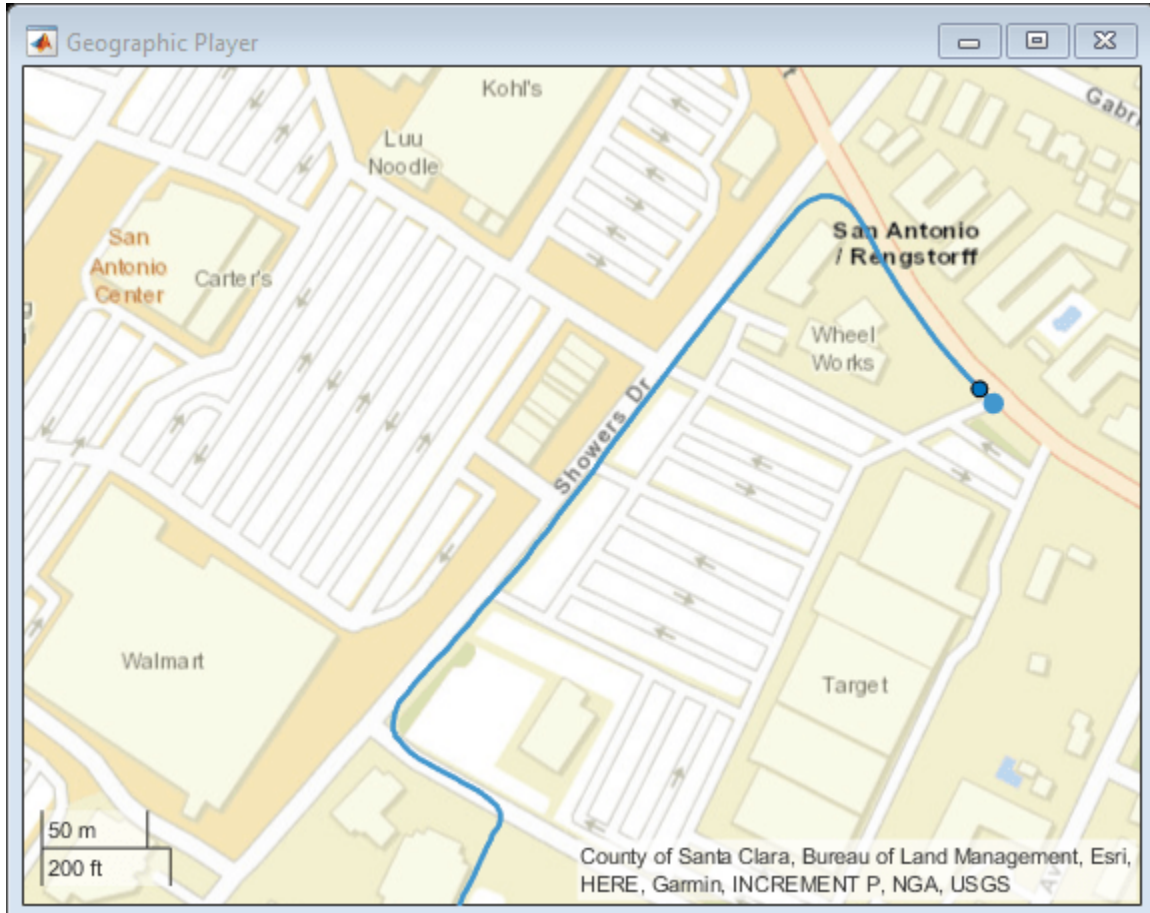 Geographic Player
Kohl's
Gabri
Luu
Noodle
San
Antonio
Center
Carter's
San Antonio
/ Rengstorff
Wheel
Works
Showers Dr
Walmart
Target
50 m
200 ft
County of Santa Clara, Bureau of Land Management, Esri,
HERE, Garmin, INCREMENT P, NGA, USGS
Av